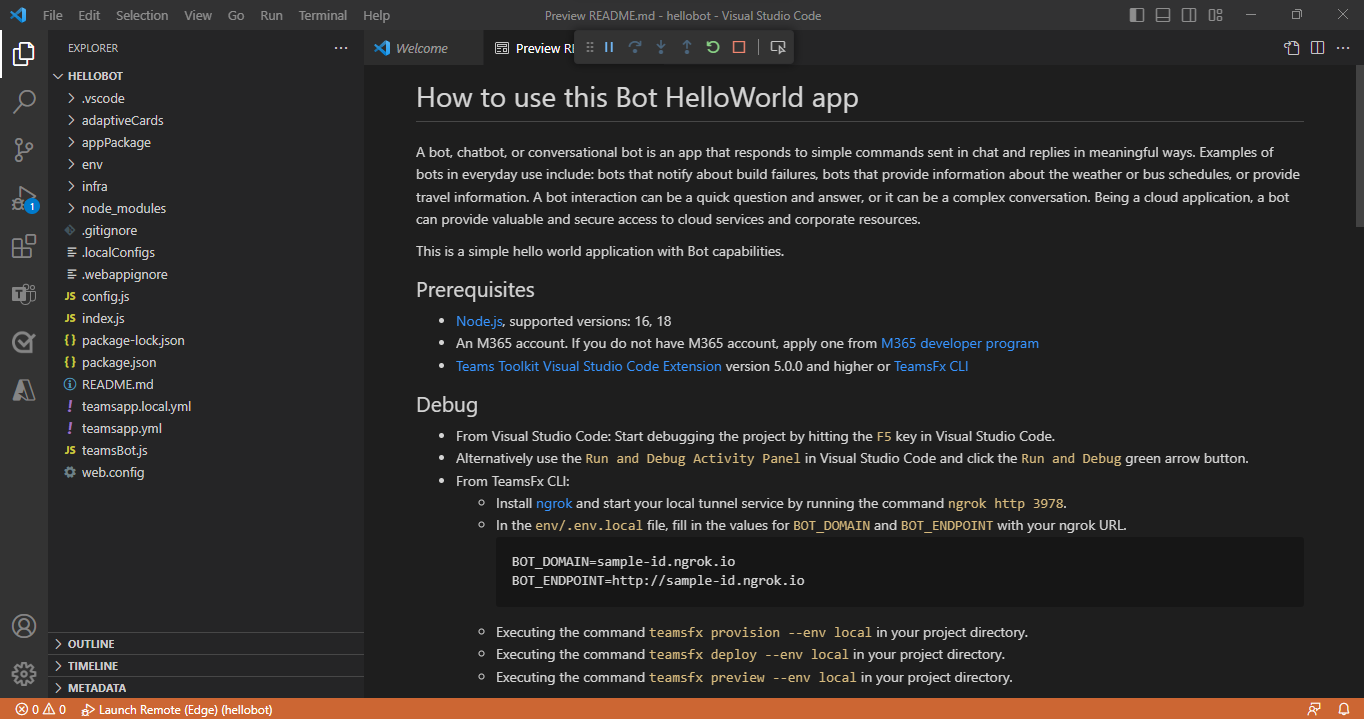 File Edit Selection View Go Run Terminal Help
Preview README.md - hellobot - Visual Studio Code
EXPLORER
Welcome
Preview RE
HELLOBOT
.vscode
adaptiveCards
appPackage
env
infra
node_modules
.gitignore
.localConfigs
.webappignore
JS config.js
JS index.js
{} package-lock.json
{} package.json
README.md
! teamsapp.local.yml
! teamsapp.yml
JS teamsBot.js
web.config
OUTLINE
TIMELINE
METADATA
1
How to use this Bot HelloWorld app
A bot, chatbot, or conversational bot is an app that responds to simple commands sent in chat and replies in meaningful ways. Examples of
bots in everyday use include: bots that notify about build failures, bots that provide information about the weather or bus schedules, or provide
travel information. A bot interaction can be a quick question and answer, or it can be a complex conversation. Being a cloud application, a bot
can provide valuable and secure access to cloud services and corporate resources.
This is a simple hello world application with Bot capabilities.
Prerequisites
• Node.js, supported versions: 16, 18
• An M365 account. If you do not have M365 account, apply one from M365 developer program
• Teams Toolkit Visual Studio Code Extension version 5.0.0 and higher or TeamsFx CLI
Debug
• From Visual Studio Code: Start debugging the project by hitting the F5 key in Visual Studio Code.
• Alternatively use the Run and Debug Activity Panel in Visual Studio Code and click the Run and Debug green arrow button.
• From TeamsFx CLI:
○ Install ngrok and start your local tunnel service by running the command ngrok http 3978.
○ In the env/.env.local file, fill in the values for BOT_DOMAIN and BOT_ENDPOINT with your ngrok URL.
BOT_DOMAIN=sample-id.ngrok.io
BOT_ENDPOINT=http://sample-id.ngrok.io
○ Executing the command teamsfx provision --env local in your project directory.
○ Executing the command teamsfx deploy --env local in your project directory.
○ Executing the command teamsfx preview --env local in your project directory.
0 0 Launch Remote (Edge) (hellobot)